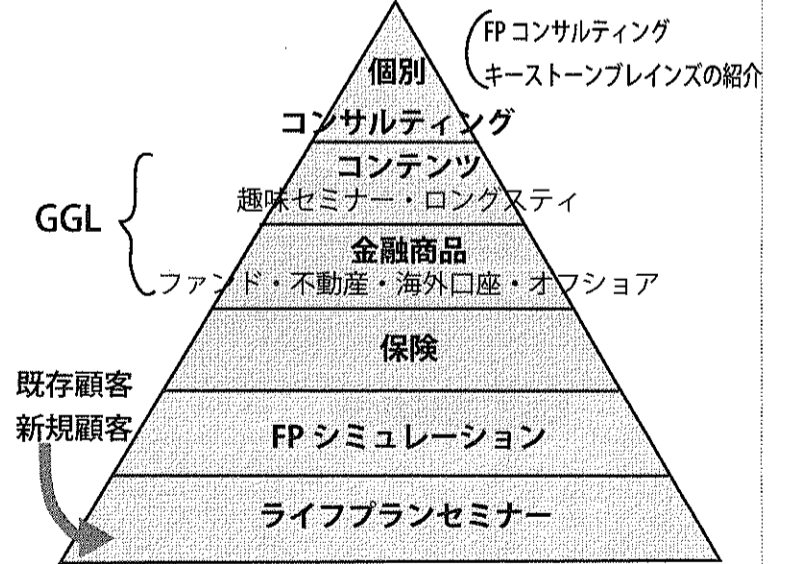 FP コンサルティング
キーストーンブレインズの紹介
個別
コンサルティング
コンテンツ
趣味セミナー・ロングスティ
GGL
金融商品
ファンド・不動産・海外口座・オフショア
保険
既存顧客
新規顧客
FP シミュレーション
ライフプランセミナー